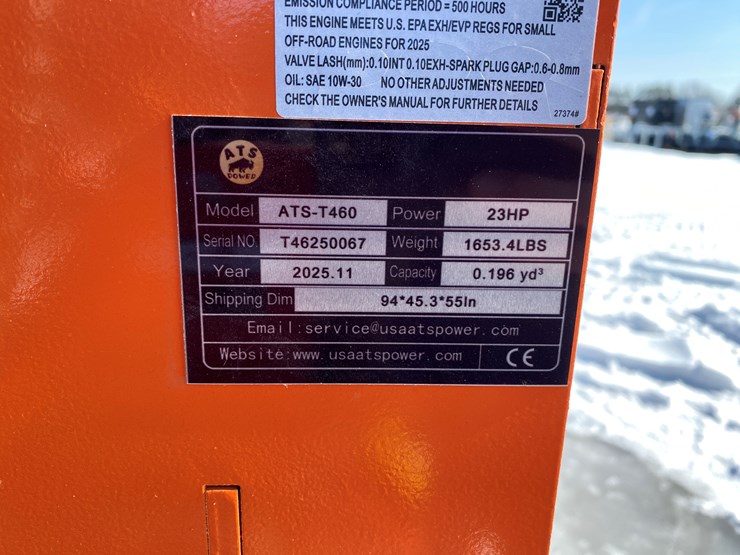 EMISSION COMPLIANCE PERIOD = 500 HOURS
THIS ENGINE MEETS U.S. EPA EXH/EVP REGS FOR SMALL
OFF-ROAD ENGINES FOR 2025
VALVE LASH(mm):0.10INT 0.10EXH-SPARK PLUG GAP:0.6-0.8mm
OIL: SAE 10W-30 NO OTHER ADJUSTMENTS NEEDED
CHECK THE OWNER'S MANUAL FOR FURTHER DETAILS
27374#
ATS
POWER
Model ATS-T460 Power 23HP
Serial NO. T46250067 Weight 1653.4LBS
Year 2025.11 Capacity 0.196 yd³
Shipping Dim 94*45.3*55In
Email:service@usaatspower.com
Website:www.usaatspower.com CE